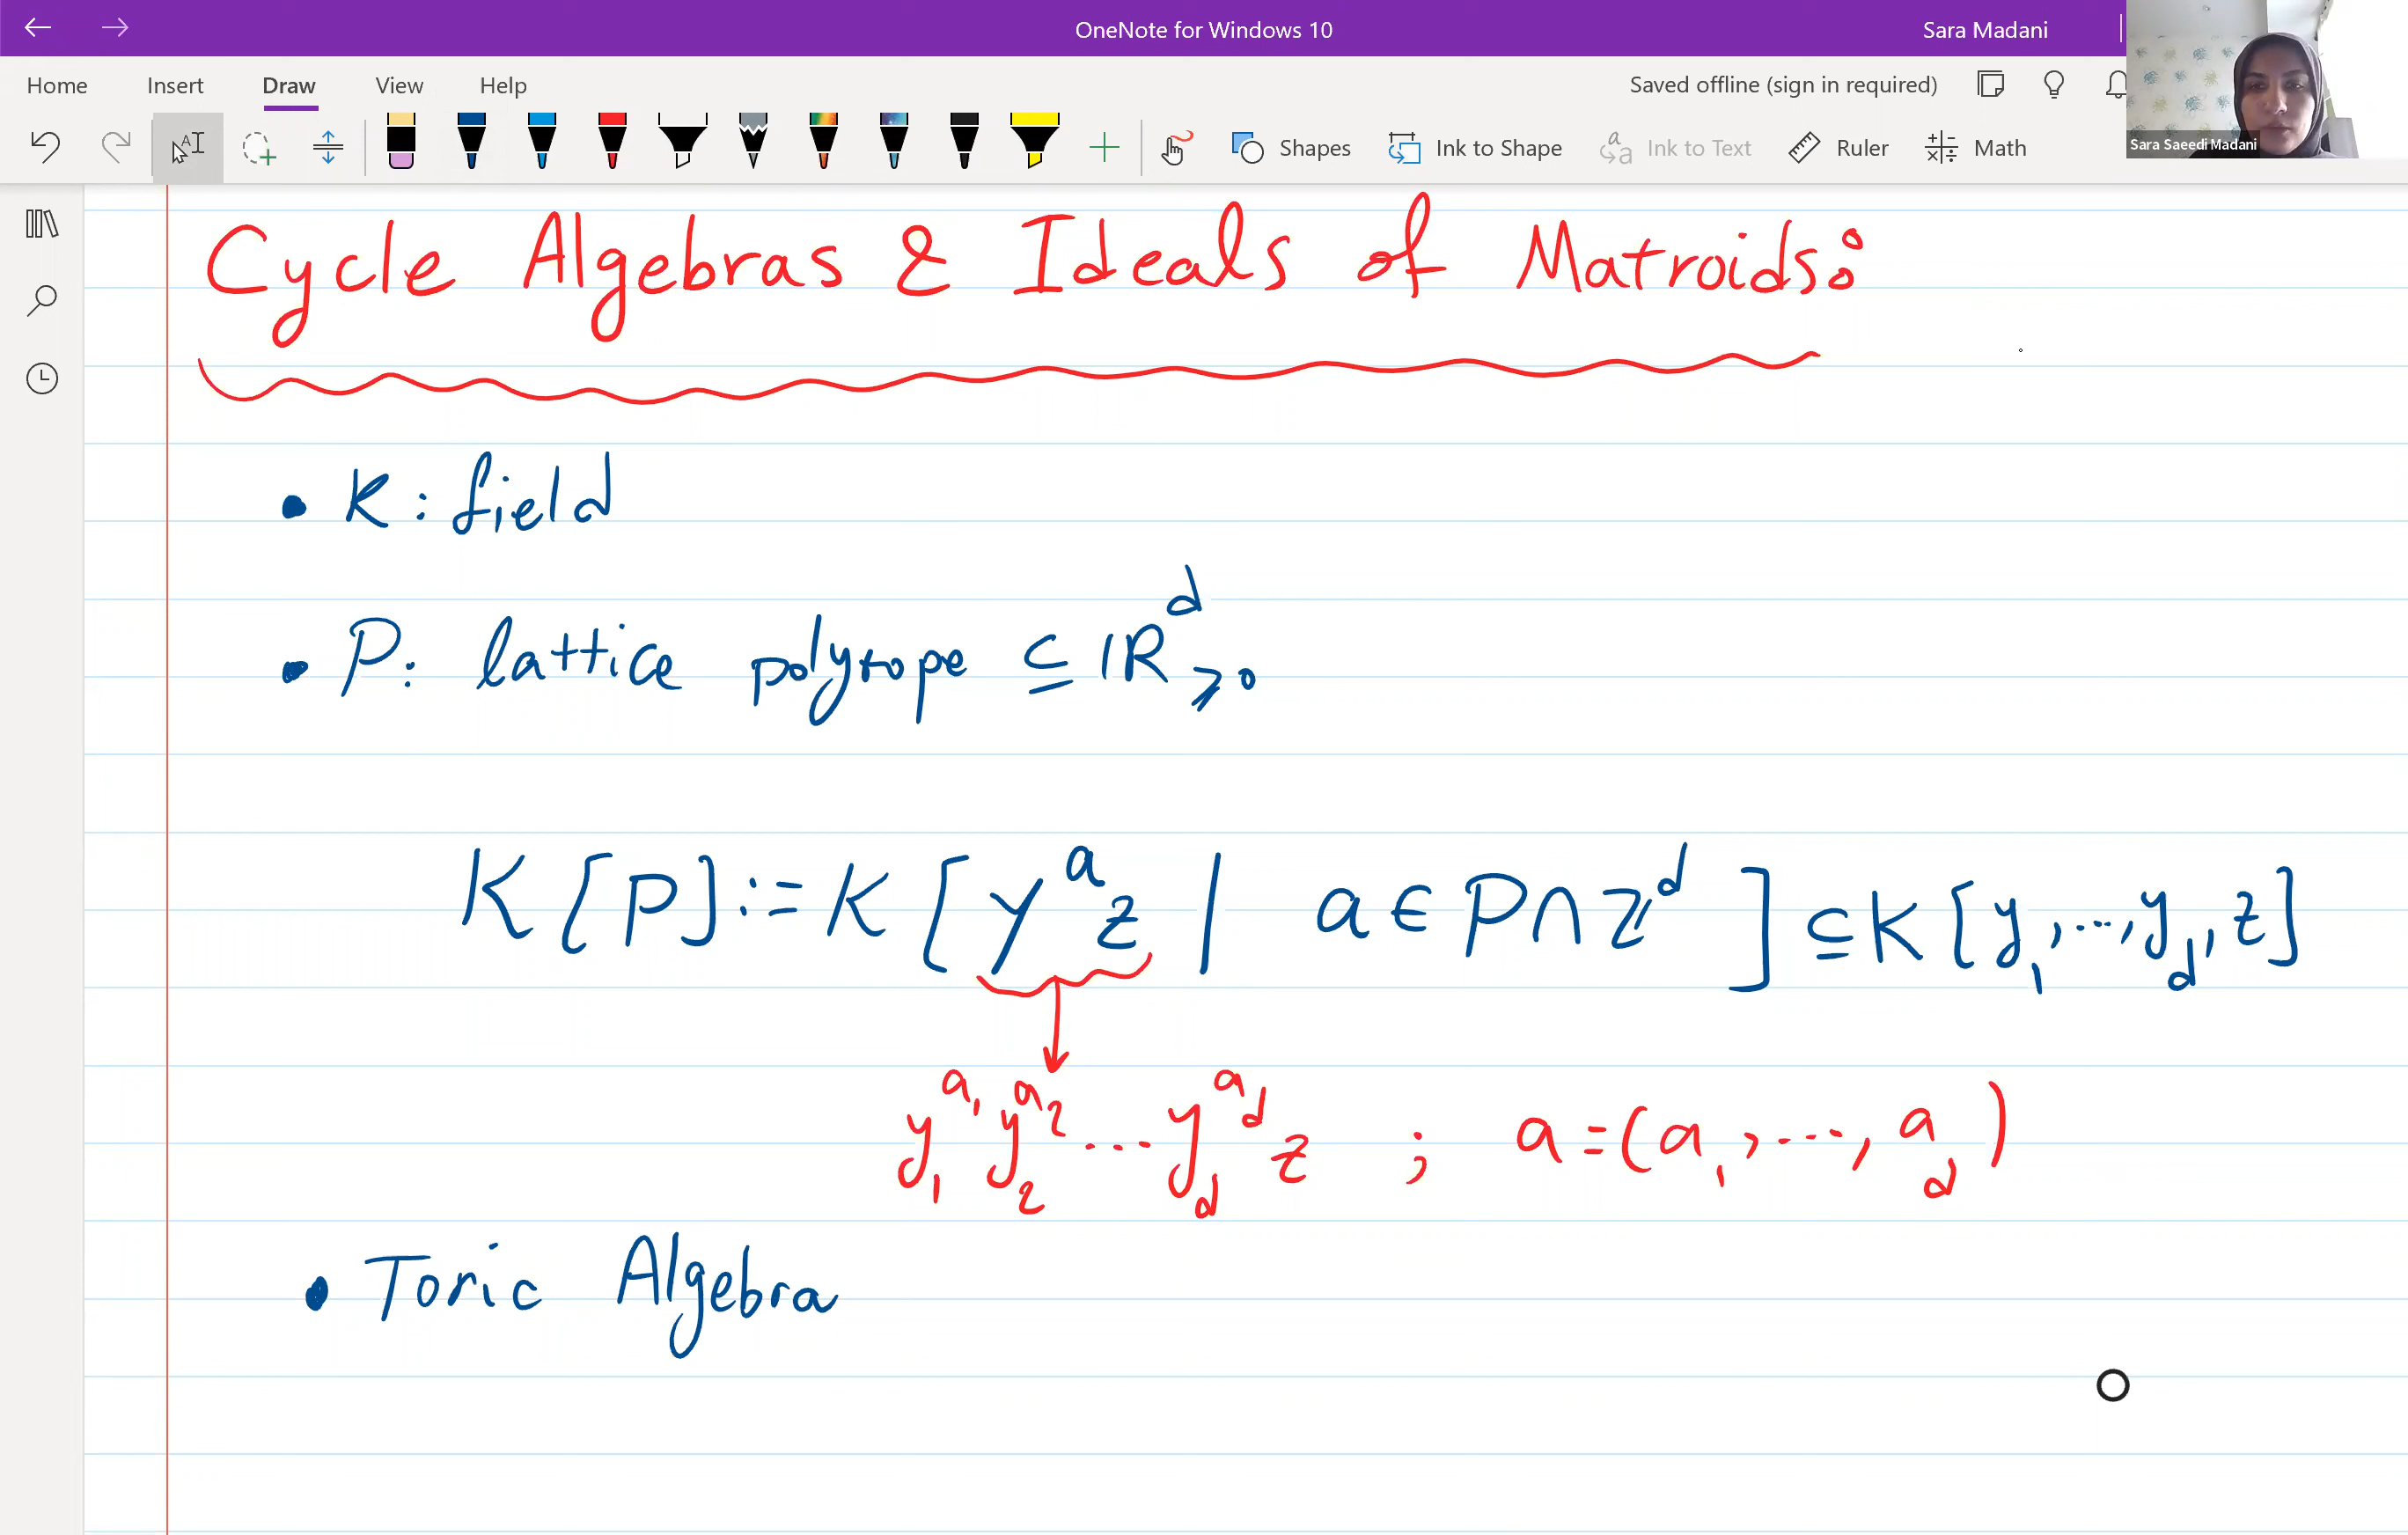 OneNote for Windows 10
Sara Madani
Home Insert Draw View Help
Saved offline (sign in required)
Shapes Ink to Shape Ink to Text Ruler Math
Sara Saeedi Madani
Cycle Algebras & Ideals of Matroids:
• K: field
• P: lattice polytope ⊆ ℝ^d_≥0
K[P] := K[y^a z | a ∈ P ∩ ℤ^d] ⊆ K[y_1, ..., y_d, z]
y_1^{a_1} y_2^{a_2} ... y_d^{a_d} z ; a = (a_1, ..., a_d)
• Toric Algebra